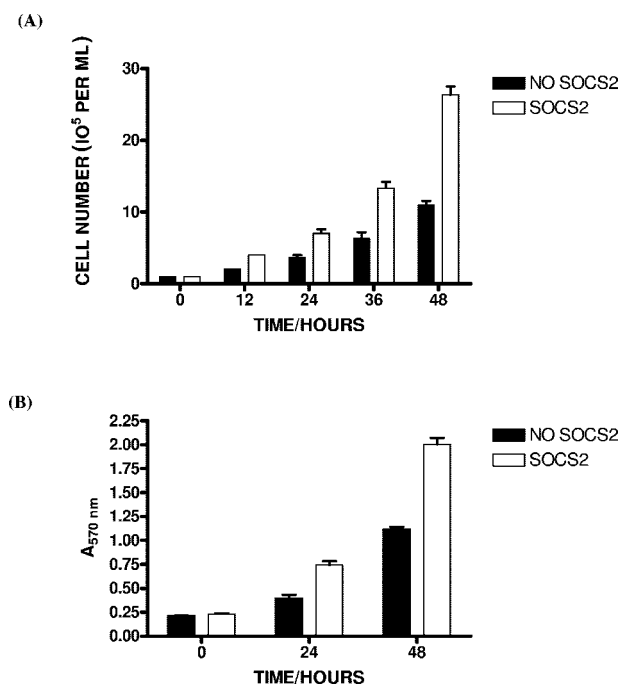 (A)
CELL NUMBER (10⁵ PER ML)
30
20
10
0
0 12 24 36 48
TIME/HOURS
NO SOCS2
SOCS2
(B)
A₅₇₀ ₙₘ
2.25
2.00
1.75
1.50
1.25
1.00
0.75
0.50
0.25
0.00
0 24 48
TIME/HOURS
NO SOCS2
SOCS2